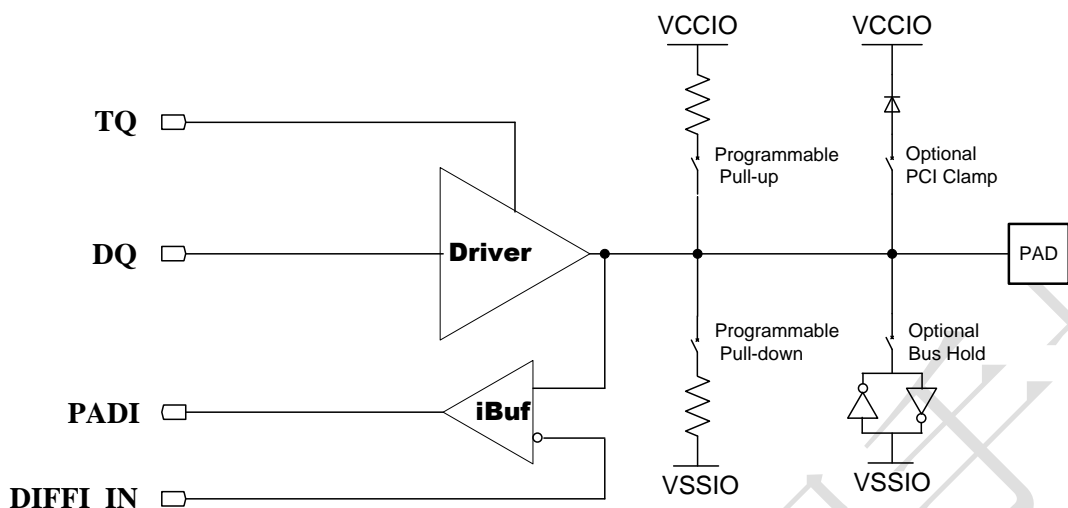 VCCIO
VCCIO
TQ
Programmable
Pull-up
Optional
PCI Clamp
DQ
Driver
PAD
Programmable
Pull-down
Optional
Bus Hold
PADI
iBuf
VSSIO
VSSIO
DIFFI_IN